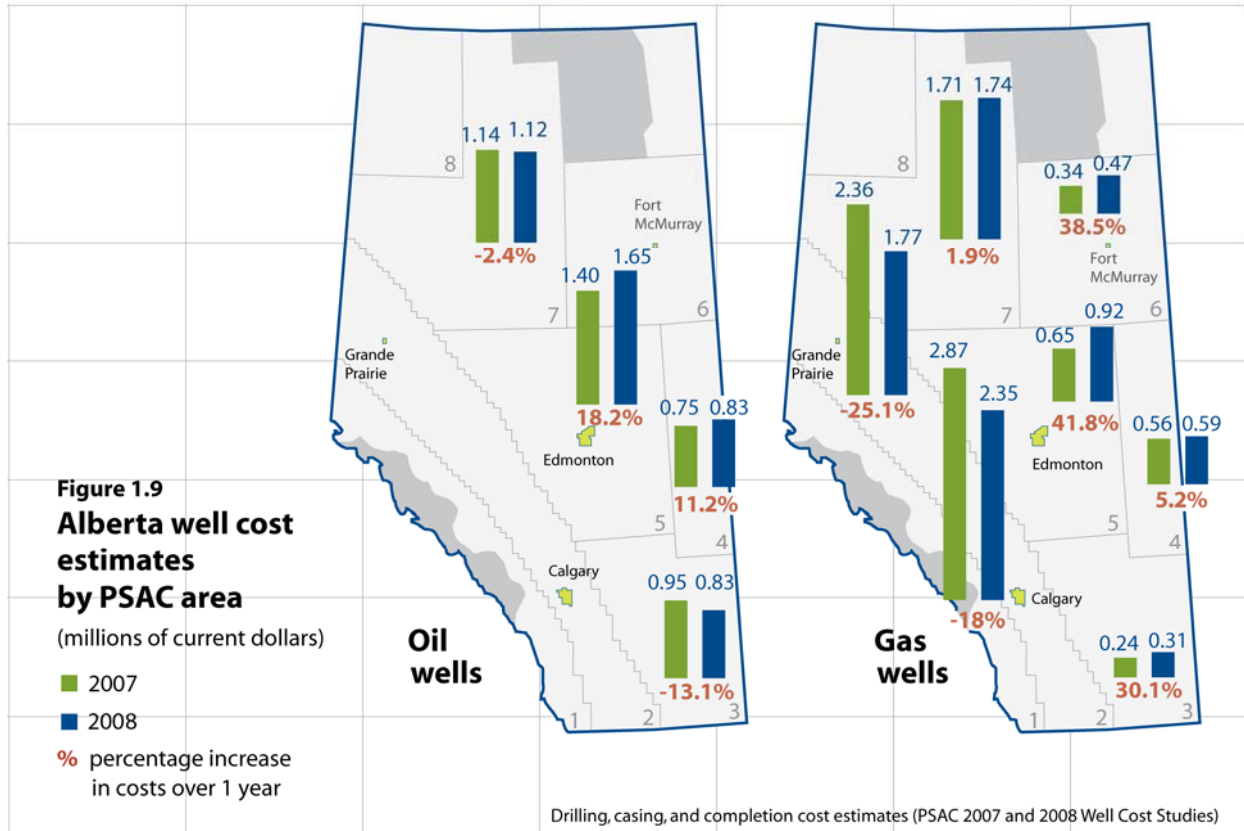 Figure 1.9
Alberta well cost
estimates
by PSAC area
(millions of current dollars)
2007
2008
% percentage increase
in costs over 1 year
Oil
wells
8
1.14
1.12
-2.4%
Fort
McMurray
1.40
1.65
18.2%
7
6
Grande
Prairie
Edmonton
0.75
0.83
11.2%
5
4
Calgary
0.95
0.83
-13.1%
1
2
3
Gas
wells
8
1.71
1.74
1.9%
0.34
0.47
38.5%
Fort
McMurray
2.36
1.77
-25.1%
7
6
Grande
Prairie
0.65
0.92
41.8%
Edmonton
2.87
2.35
-18%
0.56
0.59
5.2%
5
4
Calgary
0.24
0.31
30.1%
1
2
3
Drilling, casing, and completion cost estimates (PSAC 2007 and 2008 Well Cost Studies)